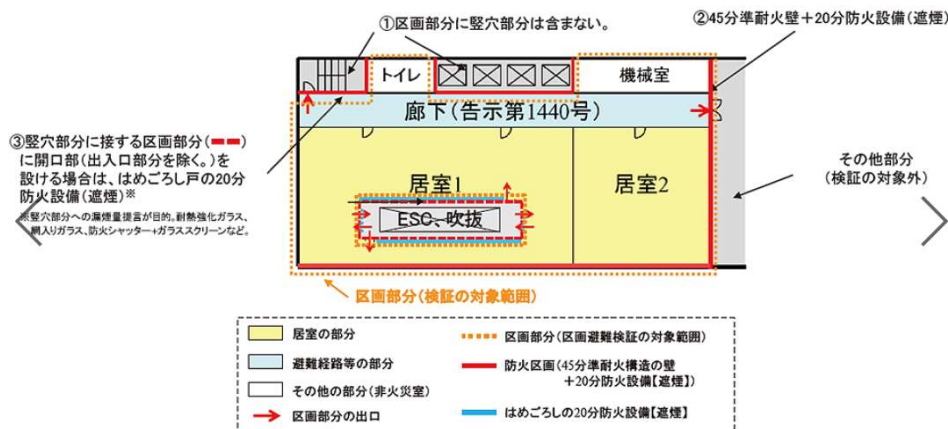 ①区画部分に竪穴部分は含まない。
②45分準耐火壁＋20分防火設備(遮煙)
トイレ
機械室
廊下(告示第1440号)
③竪穴部分に接する区画部分(　)
に開口部(出入口部分を除く。)を
設ける場合は、はめごろし戸の20分
防火設備(遮煙)※
※竪穴部分への漏煙量提言が目的。耐熱強化ガラス、
網入りガラス、防火シャッター+ガラススクリーンなど。
居室1
居室2
その他部分
(検証の対象外)
ESC、吹抜
区画部分(検証の対象範囲)
居室の部分
避難経路等の部分
その他の部分(非火災室)
区画部分の出口
区画部分(区画避難検証の対象範囲)
防火区画(45分準耐火構造の壁
＋20分防火設備【遮煙】)
はめごろしの20分防火設備【遮煙】